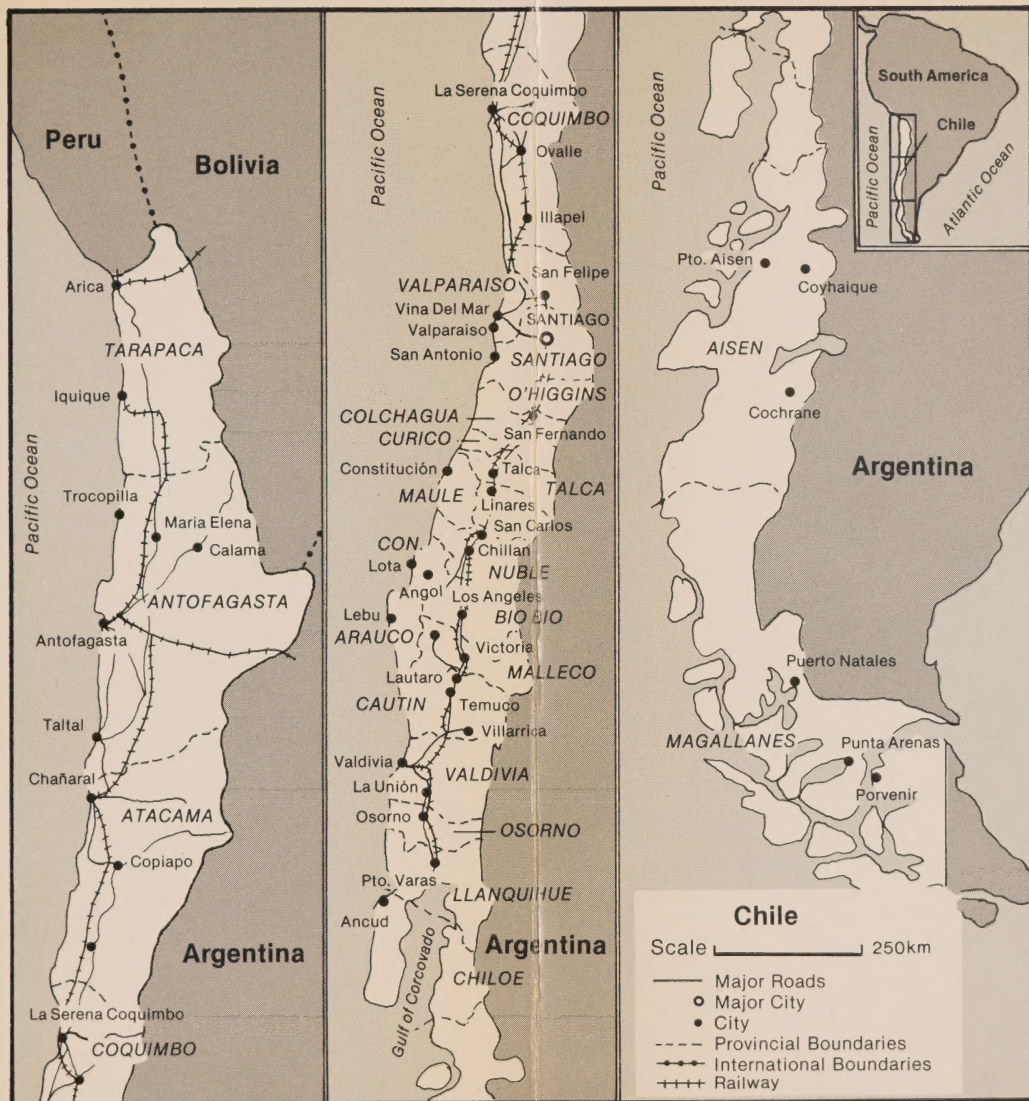 Peru
Bolivia
Arica
TARAPACA
Iquique
Pacific Ocean
Trocopilla
Maria Elena
Calama
ANTOFAGASTA
Antofagasta
Taltal
Chañaral
ATACAMA
Copiapo
Argentina
La Serena Coquimbo
COQUIMBO
Pacific Ocean
La Serena Coquimbo
COQUIMBO
Ovalle
Illapel
San Felipe
VALPARAISO
Vina Del Mar
SANTIAGO
Valparaiso
San Antonio
SANTIAGO
O'HIGGINS
COLCHAGUA
San Fernando
CURICO
Constitución
Talca
TALCA
MAULE
Linares
San Carlos
CON.
Chillan
Lota
NUBLE
Angol
Los Angeles
Lebu
BIO BIO
ARAUCO
Victoria
MALLECO
Lautaro
CAUTIN
Temuco
Villarrica
Valdivia
VALDIVIA
La Unión
Osorno
OSORNO
Pto. Varas
LLANQUIHUE
Ancud
Argentina
Gulf of Corcovado
CHILOE
Pacific Ocean
South America
Chile
Pacific Ocean
Atlantic Ocean
Pto. Aisen
Coyhaique
AISEN
Cochrane
Argentina
Puerto Natales
MAGALLANES
Punta Arenas
Porvenir
Chile
Scale 250km
Major Roads
Major City
City
Provincial Boundaries
International Boundaries
Railway